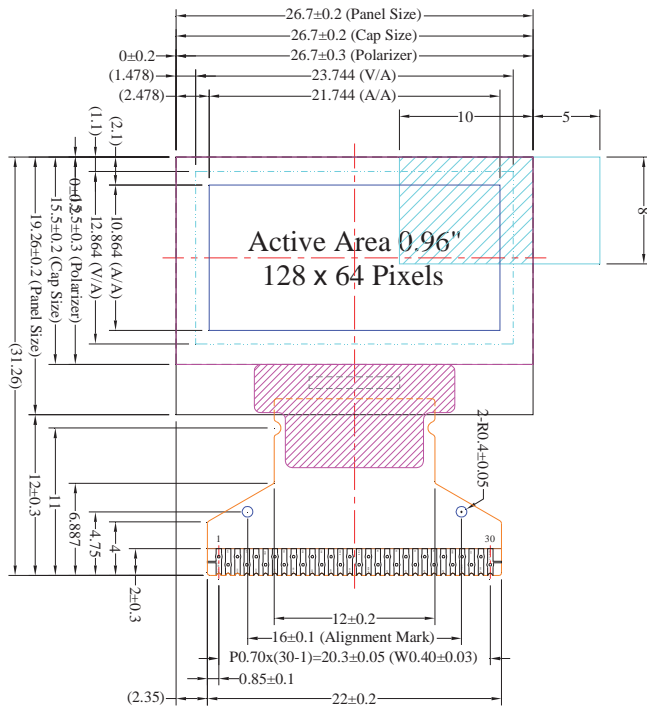 26.7±0.2 (Panel Size)
26.7±0.2 (Cap Size)
0±0.2
26.7±0.3 (Polarizer)
(1.478)
23.744 (V/A)
(2.478)
21.744 (A/A)
(1.1)
(2.1)
10
5
8
0±0.2
15.5±0.3 (Polarizer)
12.864 (V/A)
10.864 (A/A)
15.5±0.2 (Cap Size)
19.26±0.2 (Panel Size)
(31.26)
Active Area 0.96"
128 x 64 Pixels
2-R0.4±0.05
12±0.3
11
6.887
4.75
4
2±0.3
1
30
12±0.2
16±0.1 (Alignment Mark)
P0.70x(30-1)=20.3±0.05 (W0.40±0.03)
0.85±0.1
(2.35)
22±0.2